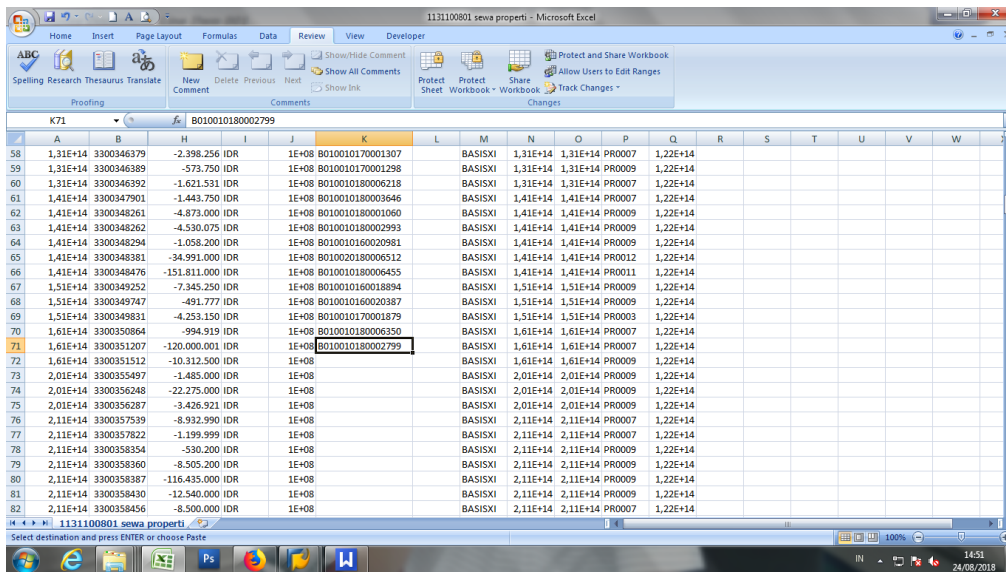 1131100801 sewa properti - Microsoft Excel
Home Insert Page Layout Formulas Data Review View Developer
ABC Spelling Research Thesaurus Translate New Comment Delete Previous Next Show/Hide Comment Show All Comments Show Ink Protect Sheet Protect Workbook Share Workbook Protect and Share Workbook Allow Users to Edit Ranges Track Changes
Proofing Comments Changes
K71 fx B010010180002799
A B H I J K L M N O P Q R S T U V W
58 1,31E+14 3300346379 -2.398.256 IDR 1E+08 B010010170001307 BASISXI 1,31E+14 1,31E+14 PR0007 1,22E+14
59 1,31E+14 3300346389 -573.750 IDR 1E+08 B010010170001298 BASISXI 1,31E+14 1,31E+14 PR0009 1,22E+14
60 1,31E+14 3300346392 -1.621.531 IDR 1E+08 B010010180006218 BASISXI 1,31E+14 1,31E+14 PR0007 1,22E+14
61 1,41E+14 3300347901 -1.443.750 IDR 1E+08 B010010180003646 BASISXI 1,41E+14 1,41E+14 PR0007 1,22E+14
62 1,41E+14 3300348261 -4.873.000 IDR 1E+08 B010010180001060 BASISXI 1,41E+14 1,41E+14 PR0009 1,22E+14
63 1,41E+14 3300348262 -4.530.075 IDR 1E+08 B010010180002993 BASISXI 1,41E+14 1,41E+14 PR0009 1,22E+14
64 1,41E+14 3300348294 -1.058.200 IDR 1E+08 B010010160020981 BASISXI 1,41E+14 1,41E+14 PR0009 1,22E+14
65 1,41E+14 3300348381 -34.991.000 IDR 1E+08 B010020180006512 BASISXI 1,41E+14 1,41E+14 PR0012 1,22E+14
66 1,41E+14 3300348476 -151.811.000 IDR 1E+08 B010010180006455 BASISXI 1,41E+14 1,41E+14 PR0011 1,22E+14
67 1,51E+14 3300349252 -7.345.250 IDR 1E+08 B010010160018894 BASISXI 1,51E+14 1,51E+14 PR0009 1,22E+14
68 1,51E+14 3300349747 -491.777 IDR 1E+08 B010010160020387 BASISXI 1,51E+14 1,51E+14 PR0009 1,22E+14
69 1,51E+14 3300349831 -4.253.150 IDR 1E+08 B010010170001879 BASISXI 1,51E+14 1,51E+14 PR0003 1,22E+14
70 1,61E+14 3300350864 -994.919 IDR 1E+08 B010010180006350 BASISXI 1,61E+14 1,61E+14 PR0007 1,22E+14
71 1,61E+14 3300351207 -120.000.001 IDR 1E+08 B010010180002799 BASISXI 1,61E+14 1,61E+14 PR0007 1,22E+14
72 1,61E+14 3300351512 -10.312.500 IDR 1E+08 BASISXI 1,61E+14 1,61E+14 PR0009 1,22E+14
73 2,01E+14 3300355497 -1.485.000 IDR 1E+08 BASISXI 2,01E+14 2,01E+14 PR0009 1,22E+14
74 2,01E+14 3300356248 -22.275.000 IDR 1E+08 BASISXI 2,01E+14 2,01E+14 PR0009 1,22E+14
75 2,01E+14 3300356287 -3.426.921 IDR 1E+08 BASISXI 2,01E+14 2,01E+14 PR0009 1,22E+14
76 2,11E+14 3300357539 -8.932.990 IDR 1E+08 BASISXI 2,11E+14 2,11E+14 PR0007 1,22E+14
77 2,11E+14 3300357822 -1.199.999 IDR 1E+08 BASISXI 2,11E+14 2,11E+14 PR0007 1,22E+14
78 2,11E+14 3300358354 -530.200 IDR 1E+08 BASISXI 2,11E+14 2,11E+14 PR0009 1,22E+14
79 2,11E+14 3300358360 -8.505.200 IDR 1E+08 BASISXI 2,11E+14 2,11E+14 PR0009 1,22E+14
80 2,11E+14 3300358387 -116.435.000 IDR 1E+08 BASISXI 2,11E+14 2,11E+14 PR0009 1,22E+14
81 2,11E+14 3300358430 -12.540.000 IDR 1E+08 BASISXI 2,11E+14 2,11E+14 PR0009 1,22E+14
82 2,11E+14 3300358456 -8.500.000 IDR 1E+08 BASISXI 2,11E+14 2,11E+14 PR0007 1,22E+14
1131100801 sewa properti
Select destination and press ENTER or choose Paste 100%
Ps W IN 14:51
24/08/2018